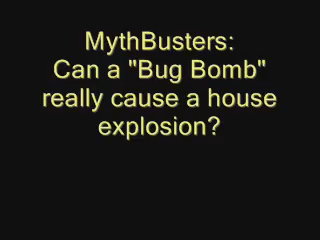 MythBusters:
Can a "Bug Bomb"
really cause a house
explosion?